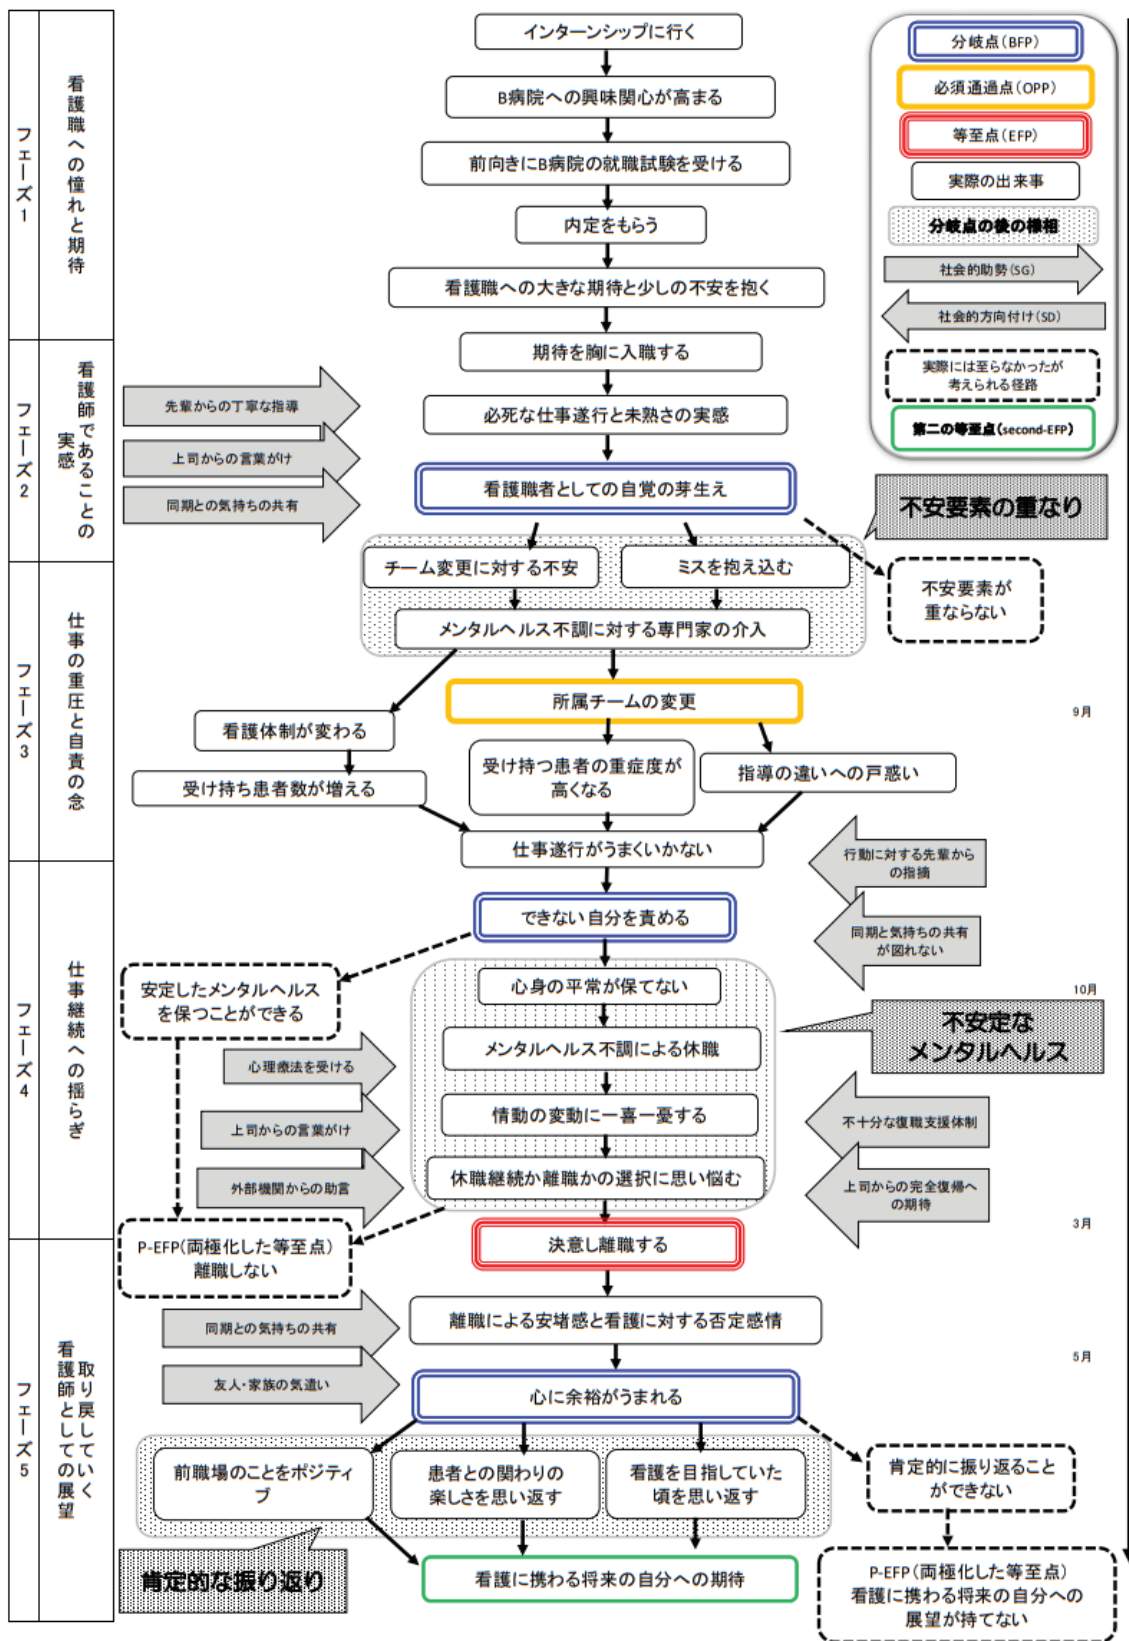 インターンシップに行く
B病院への興味関心が高まる
前向きにB病院の就職試験を受ける
内定をもらう
看護職への大きな期待と少しの不安を抱く
フェーズ1
看護職への憧れと期待
分岐点(BFP)
必須通過点(OPP)
等至点(EFP)
実際の出来事
分岐点の後の様相
社会的助勢(SG)
社会的方向付け(SD)
実際には至らなかったが
考えられる径路
第二の等至点(second-EFP)
フェーズ2
看護師であることの
実感
期待を胸に入職する
必死な仕事遂行と未熟さの実感
先輩からの丁寧な指導
上司からの言葉がけ
同期との気持ちの共有
看護職者としての自覚の芽生え
不安要素の重なり
チーム変更に対する不安
ミスを抱え込む
不安要素が
重ならない
メンタルヘルス不調に対する専門家の介入
フェーズ3
仕事の重圧と自責の念
所属チームの変更
9月
看護体制が変わる
受け持ち患者数が増える
受け持つ患者の重症度が
高くなる
指導の違いへの戸惑い
仕事遂行がうまくいかない
行動に対する先輩から
の指摘
フェーズ4
仕事継続への揺らぎ
できない自分を責める
同期と気持ちの共有
が図れない
安定したメンタルヘルス
を保つことができる
心身の平常が保てない
10月
不安定な
メンタルヘルス
メンタルヘルス不調による休職
心理療法を受ける
情動の変動に一喜一憂する
上司からの言葉がけ
不十分な復職支援体制
休職継続か離職かの選択に思い悩む
外部機関からの助言
上司からの完全復帰へ
の期待
3月
P-EFP(両極化した等至点)
離職しない
決意し離職する
フェーズ5
取り戻していく
看護師としての展望
離職による安堵感と看護に対する否定感情
同期との気持ちの共有
5月
友人・家族の気遣い
心に余裕がうまれる
前職場のことをポジティ
ブ
患者との関わりの
楽しさを思い返す
看護を目指していた
頃を思い返す
肯定的に振り返ること
ができない
肯定的な振り返り
看護に携わる将来の自分への期待
P-EFP(両極化した等至点)
看護に携わる将来の自分への
展望が持てない